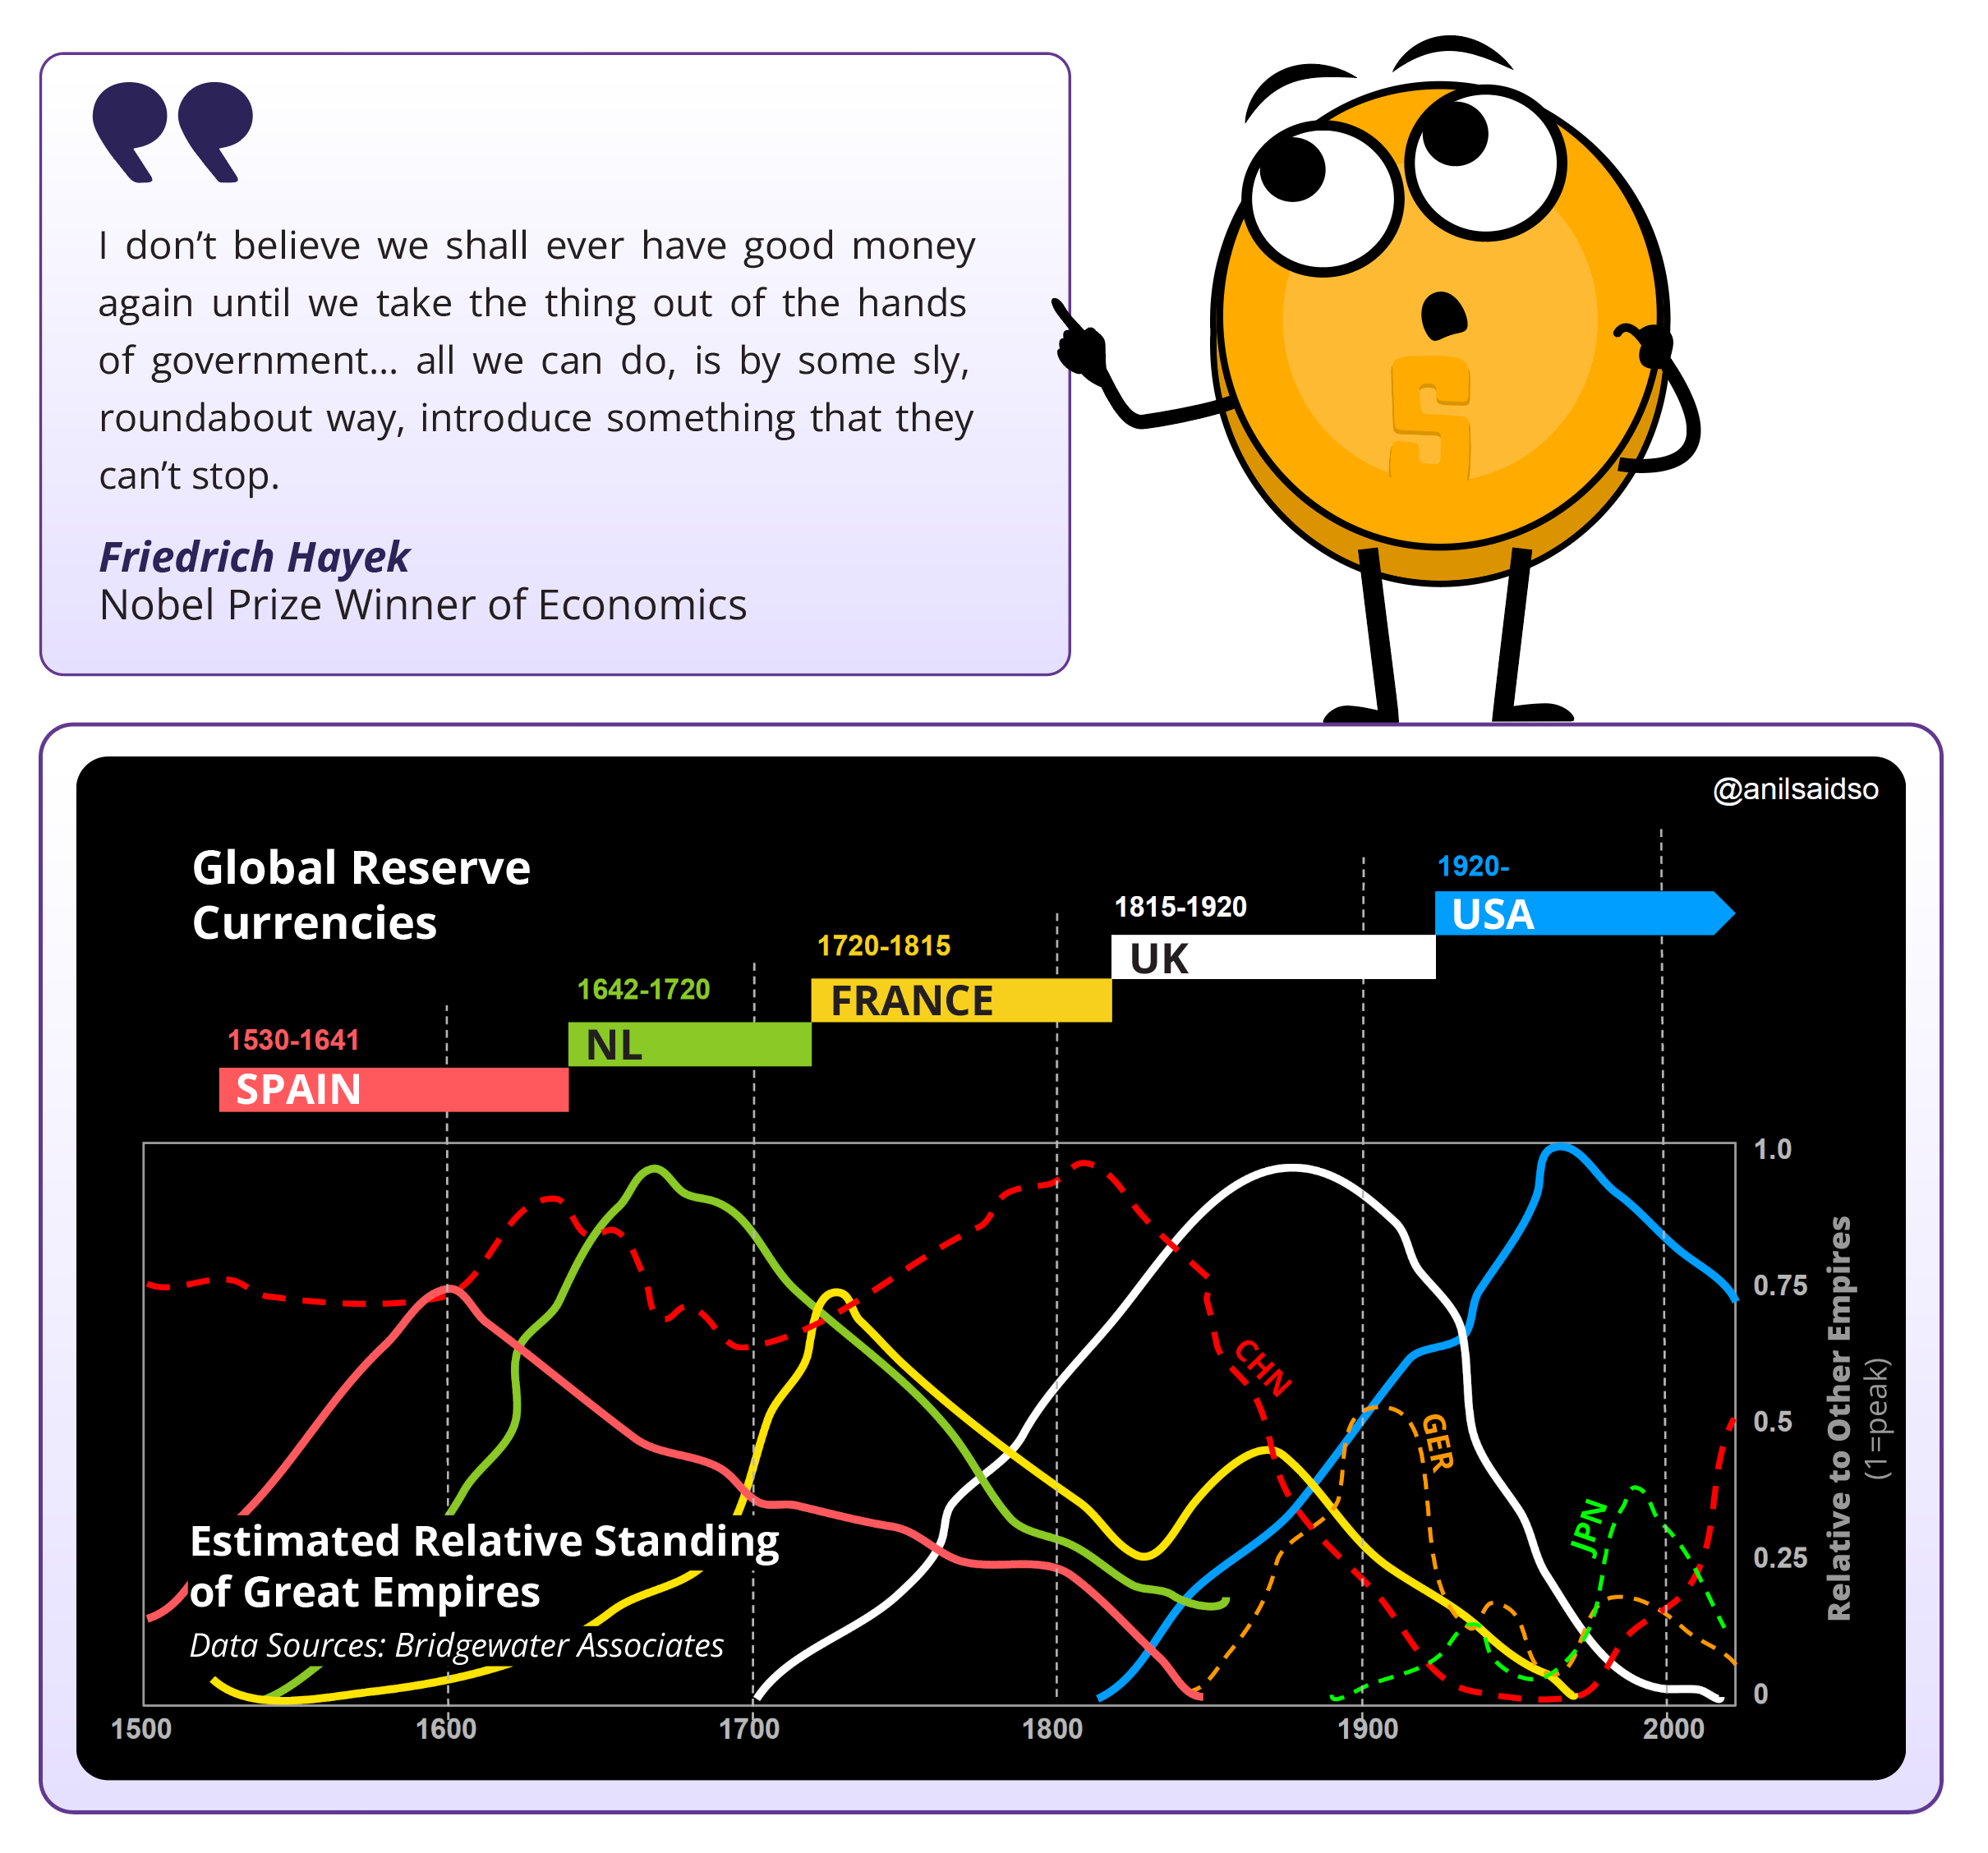 I don’t believe we shall ever have good money
again until we take the thing out of the hands
of government... all we can do, is by some sly,
roundabout way, introduce something that they
can’t stop.
Friedrich Hayek
Nobel Prize Winner of Economics
@anilsaidso
Global Reserve
Currencies
1920-
USA
1815-1920
UK
1720-1815
FRANCE
1642-1720
NL
1530-1641
SPAIN
1.0
0.75
0.5
0.25
0
Relative to Other Empires
(1=peak)
CHN
GER
JPN
Estimated Relative Standing
of Great Empires
Data Sources: Bridgewater Associates
1500
1600
1700
1800
1900
2000